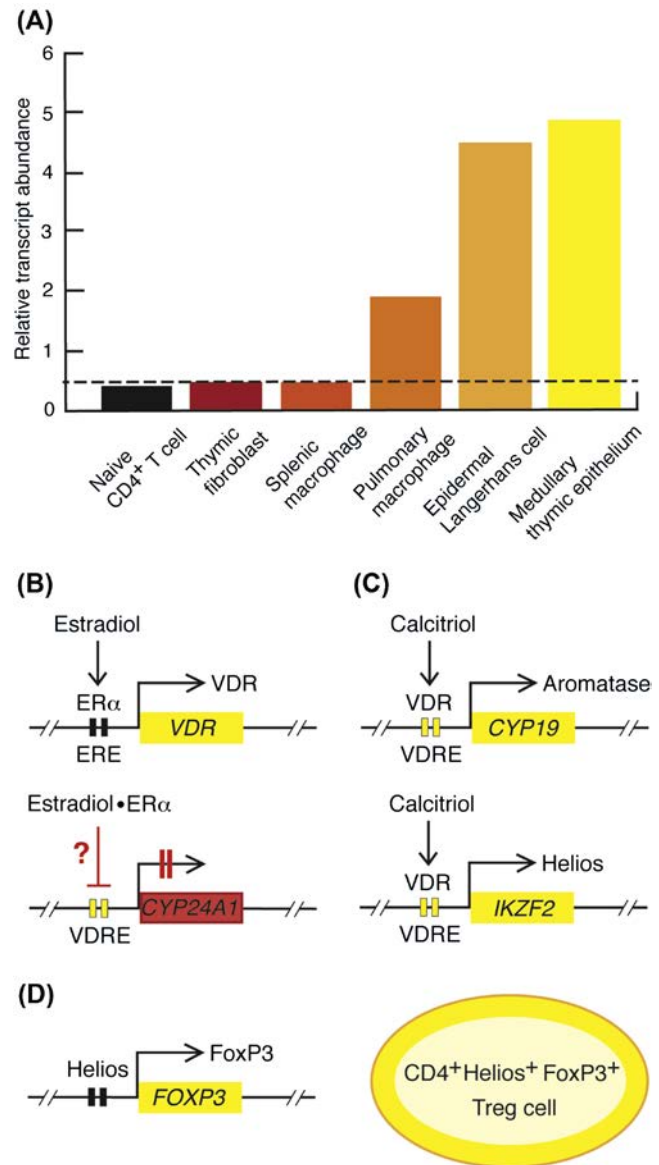 (A)
6
5
4
3
2
1
0
Relative transcript abundance
Naive
CD4+ T cell
Thymic
fibroblast
Splenic
macrophage
Pulmonary
macrophage
Epidermal
Langerhans cell
Medullary
thymic epithelium
(B)
Estradiol
ERα
VDR
ERE
VDR
Estradiol•ERα
?
VDRE
CYP24A1
(C)
Calcitriol
VDR
Aromatase
VDRE
CYP19
Calcitriol
VDR
Helios
VDRE
IKZF2
(D)
Helios
FoxP3
FOXP3
CD4+Helios+ FoxP3+
Treg cell